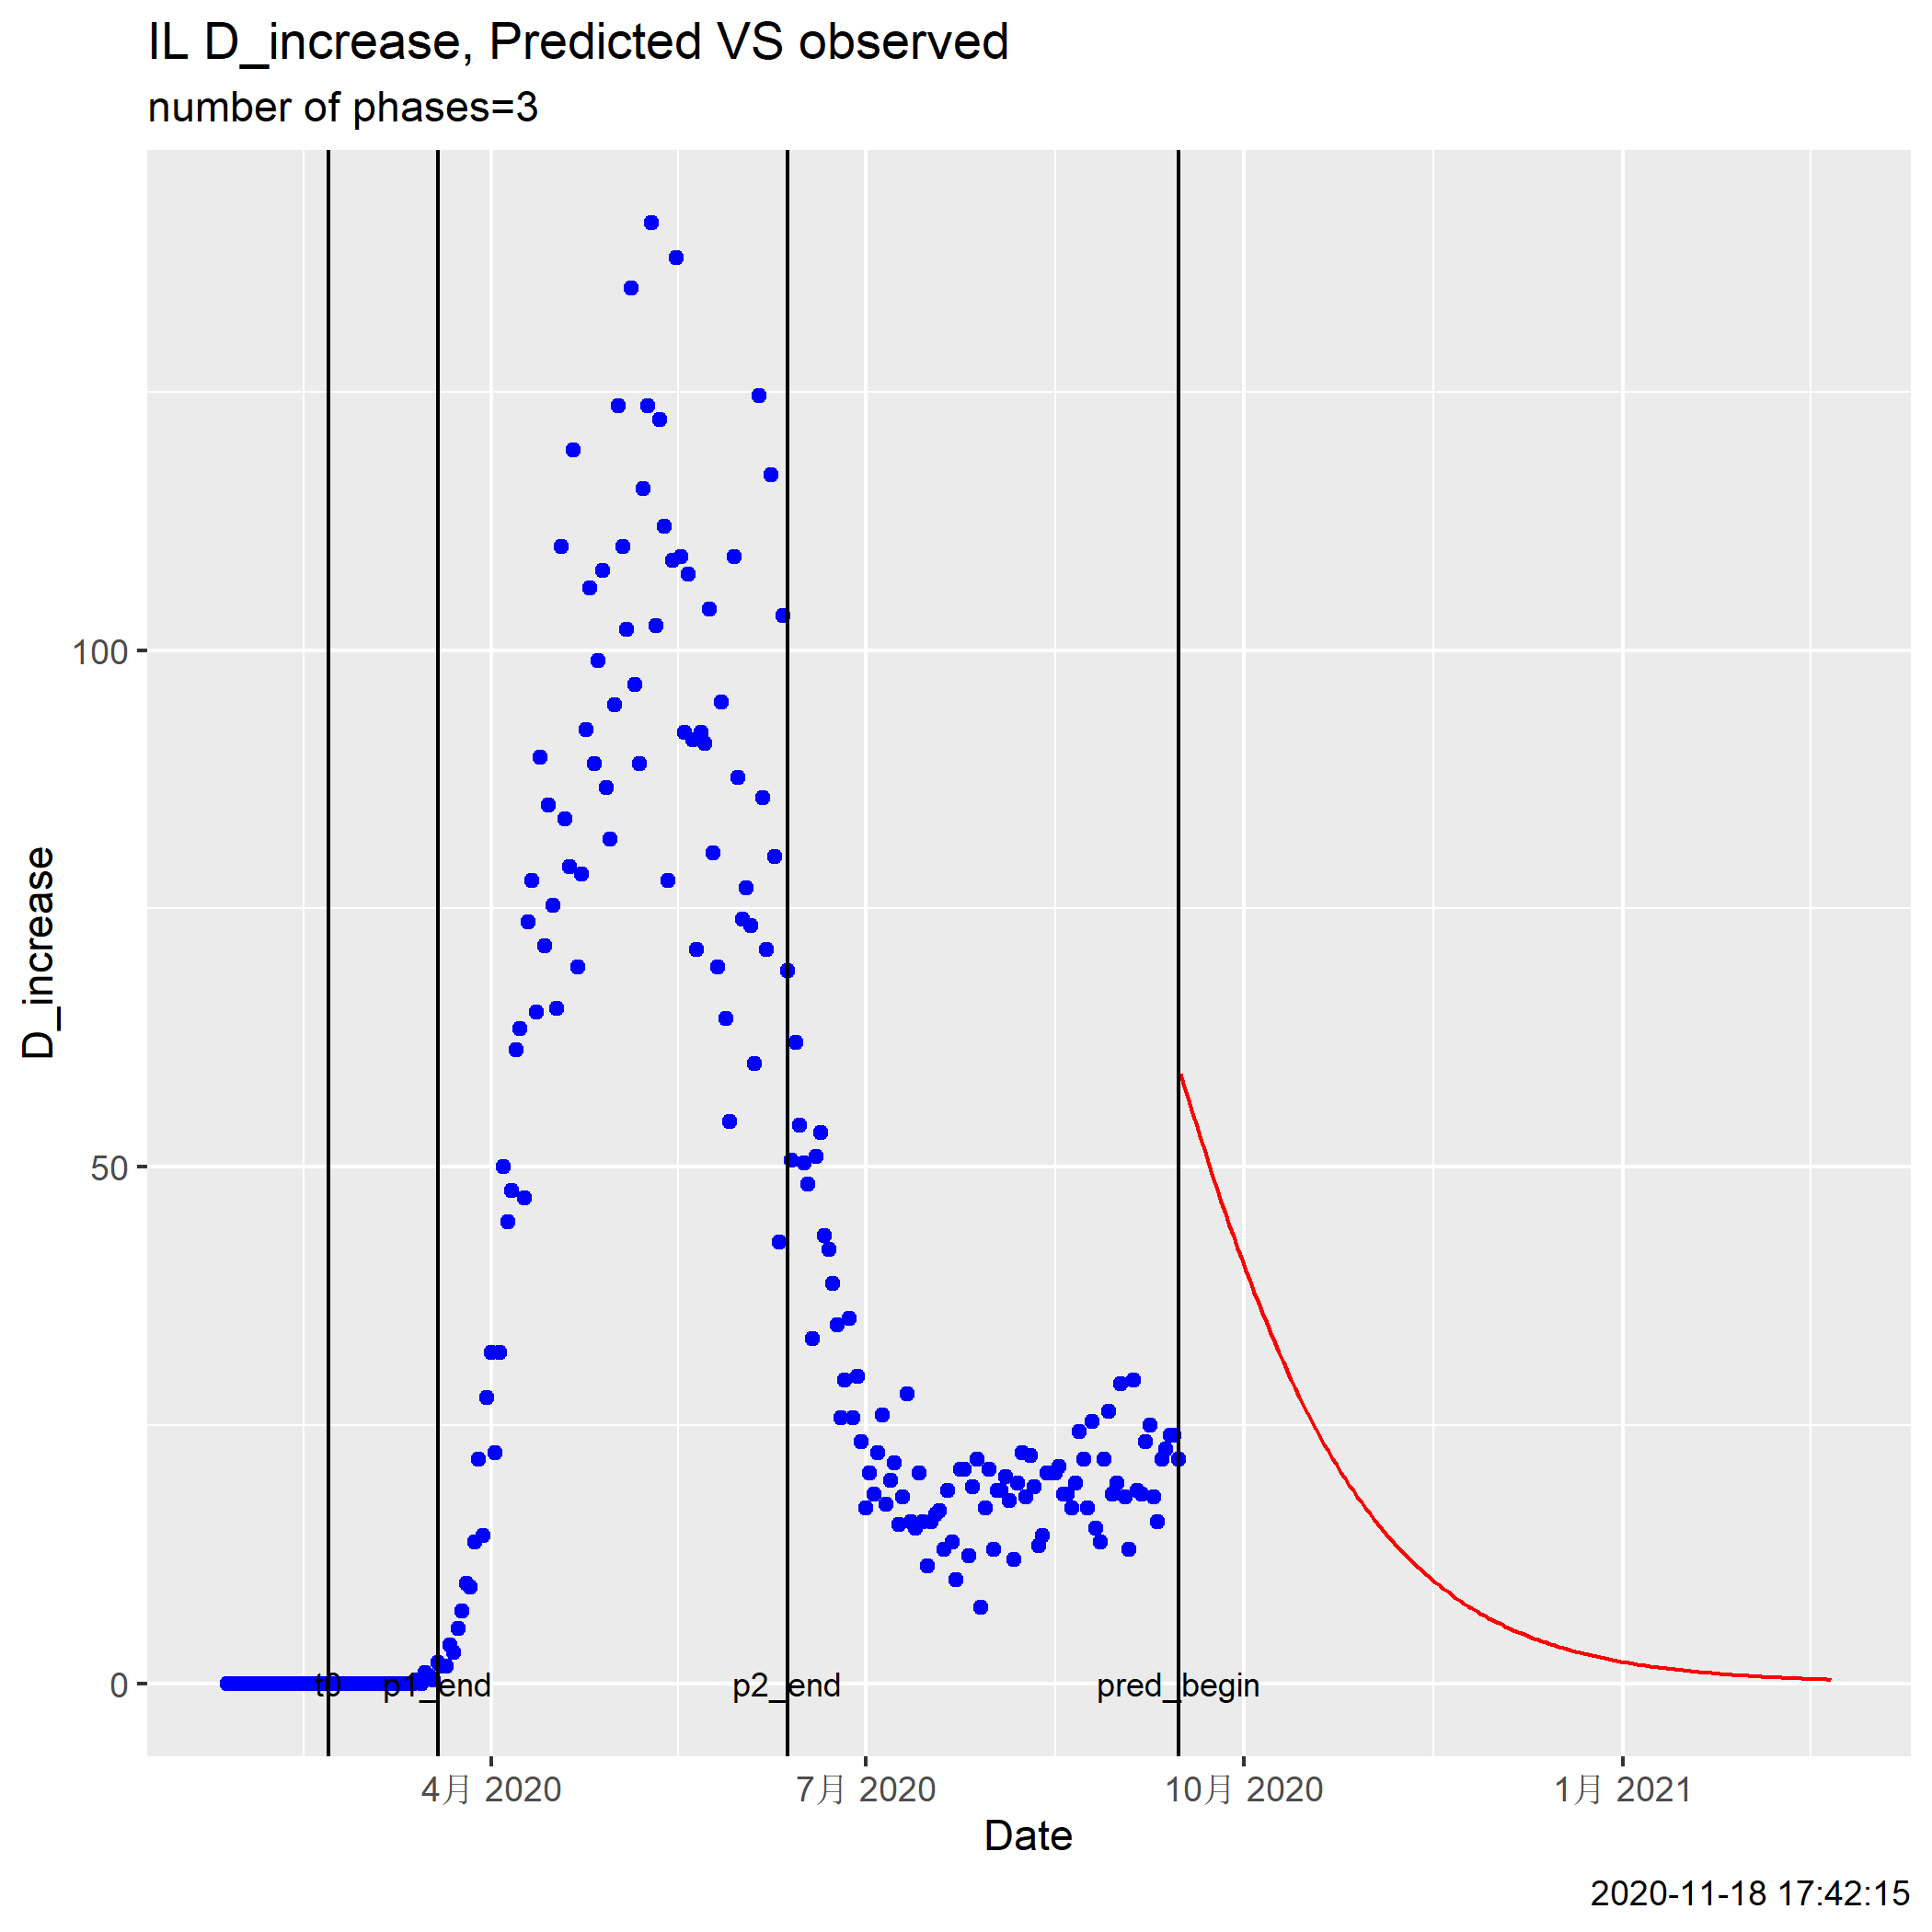 IL D_increase, Predicted VS observed
number of phases=3
D_increase
100
50
0
t0
p1_end
p2_end
pred_begin
4月 2020
7月 2020
10月 2020
1月 2021
Date
2020-11-18 17:42:15